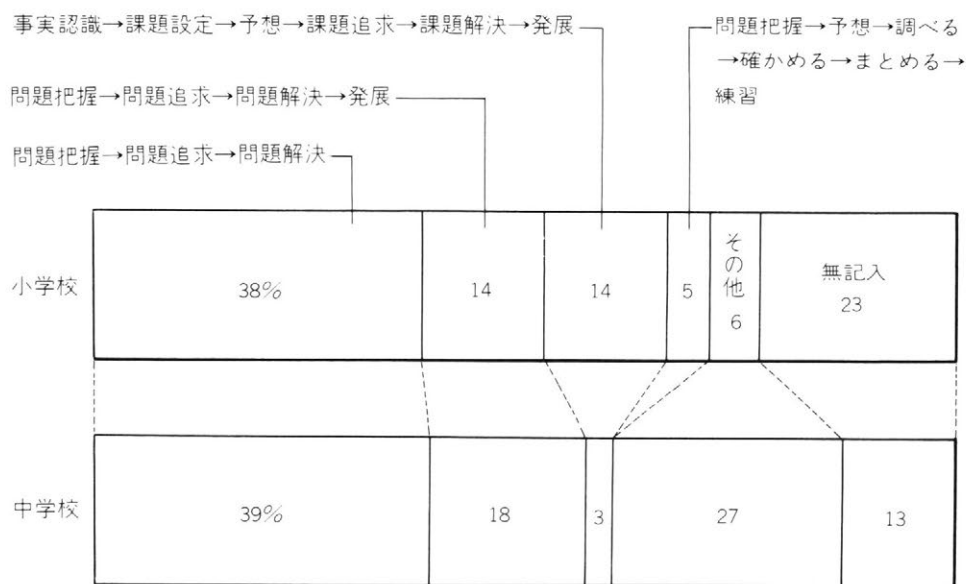 事実認識→課題設定→予想→課題追求→課題解決→発展
問題把握→予想→調べる
→確かめる→まとめる→
練習
問題把握→問題追求→問題解決→発展
問題把握→問題追求→問題解決
小学校
38%
14
14
5
その他
6
無記入
23
中学校
39%
18
3
27
13